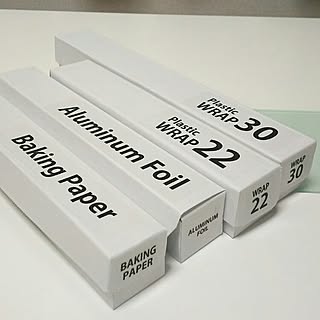 Baking Paper
BAKING
PAPER
Aluminum Foil
ALUMINUM
FOIL
Plastic
WRAP 22
WRAP
22
Plastic
WRAP 30
WRAP
30